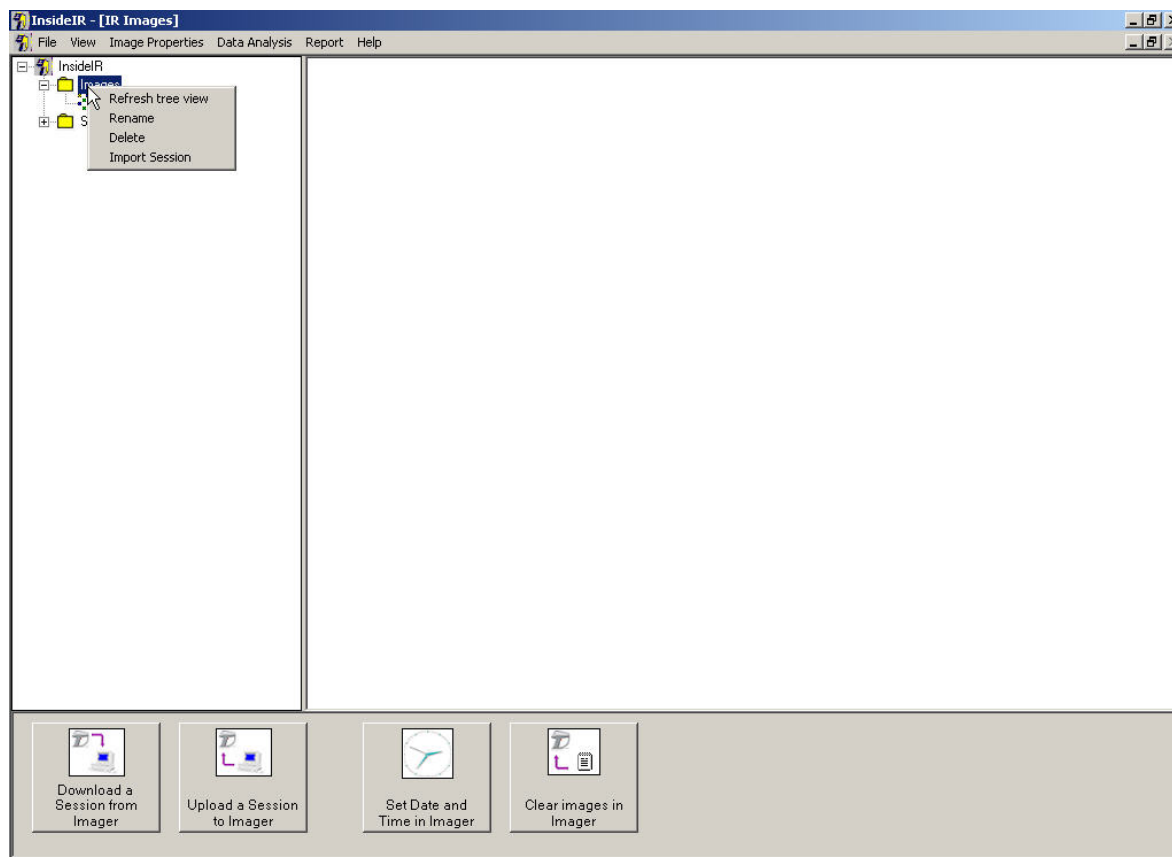 InsideIR - [IR Images]
File View Image Properties Data Analysis Report Help
InsideIR
Images
Refresh tree view
S
Rename
Delete
Import Session
Download a
Session from
Imager
Upload a Session
to Imager
Set Date and
Time in Imager
Clear images in
Imager